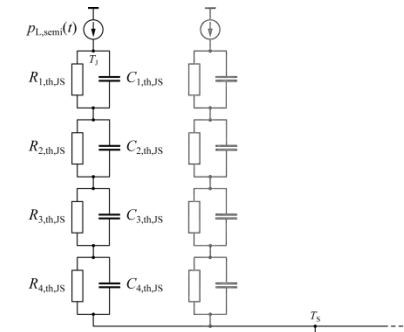 p_L,semi(t)
T_J
R_1,th,JS C_1,th,JS
R_2,th,JS C_2,th,JS
R_3,th,JS C_3,th,JS
R_4,th,JS C_4,th,JS
T_S